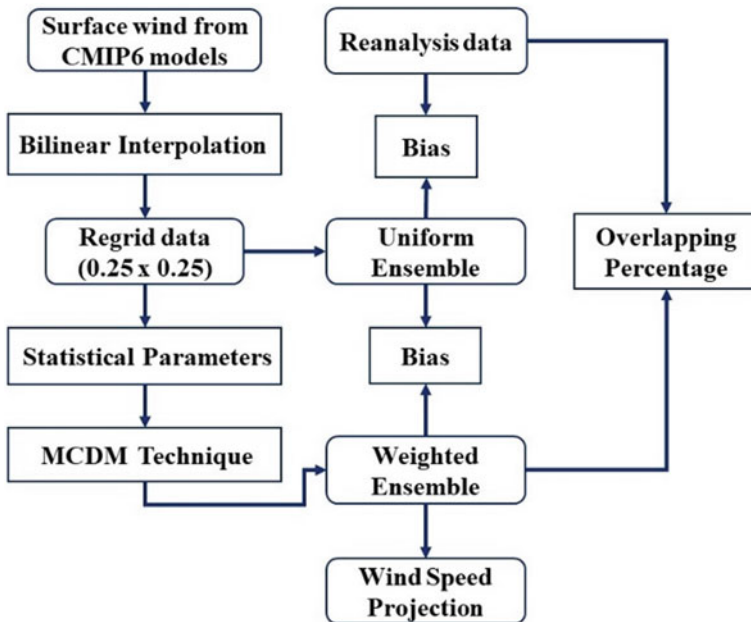 Surface wind from
CMIP6 models
Bilinear Interpolation
Regrid data
(0.25 x 0.25)
Statistical Parameters
MCDM Technique
Reanalysis data
Bias
Uniform
Ensemble
Bias
Weighted
Ensemble
Wind Speed
Projection
Overlapping
Percentage